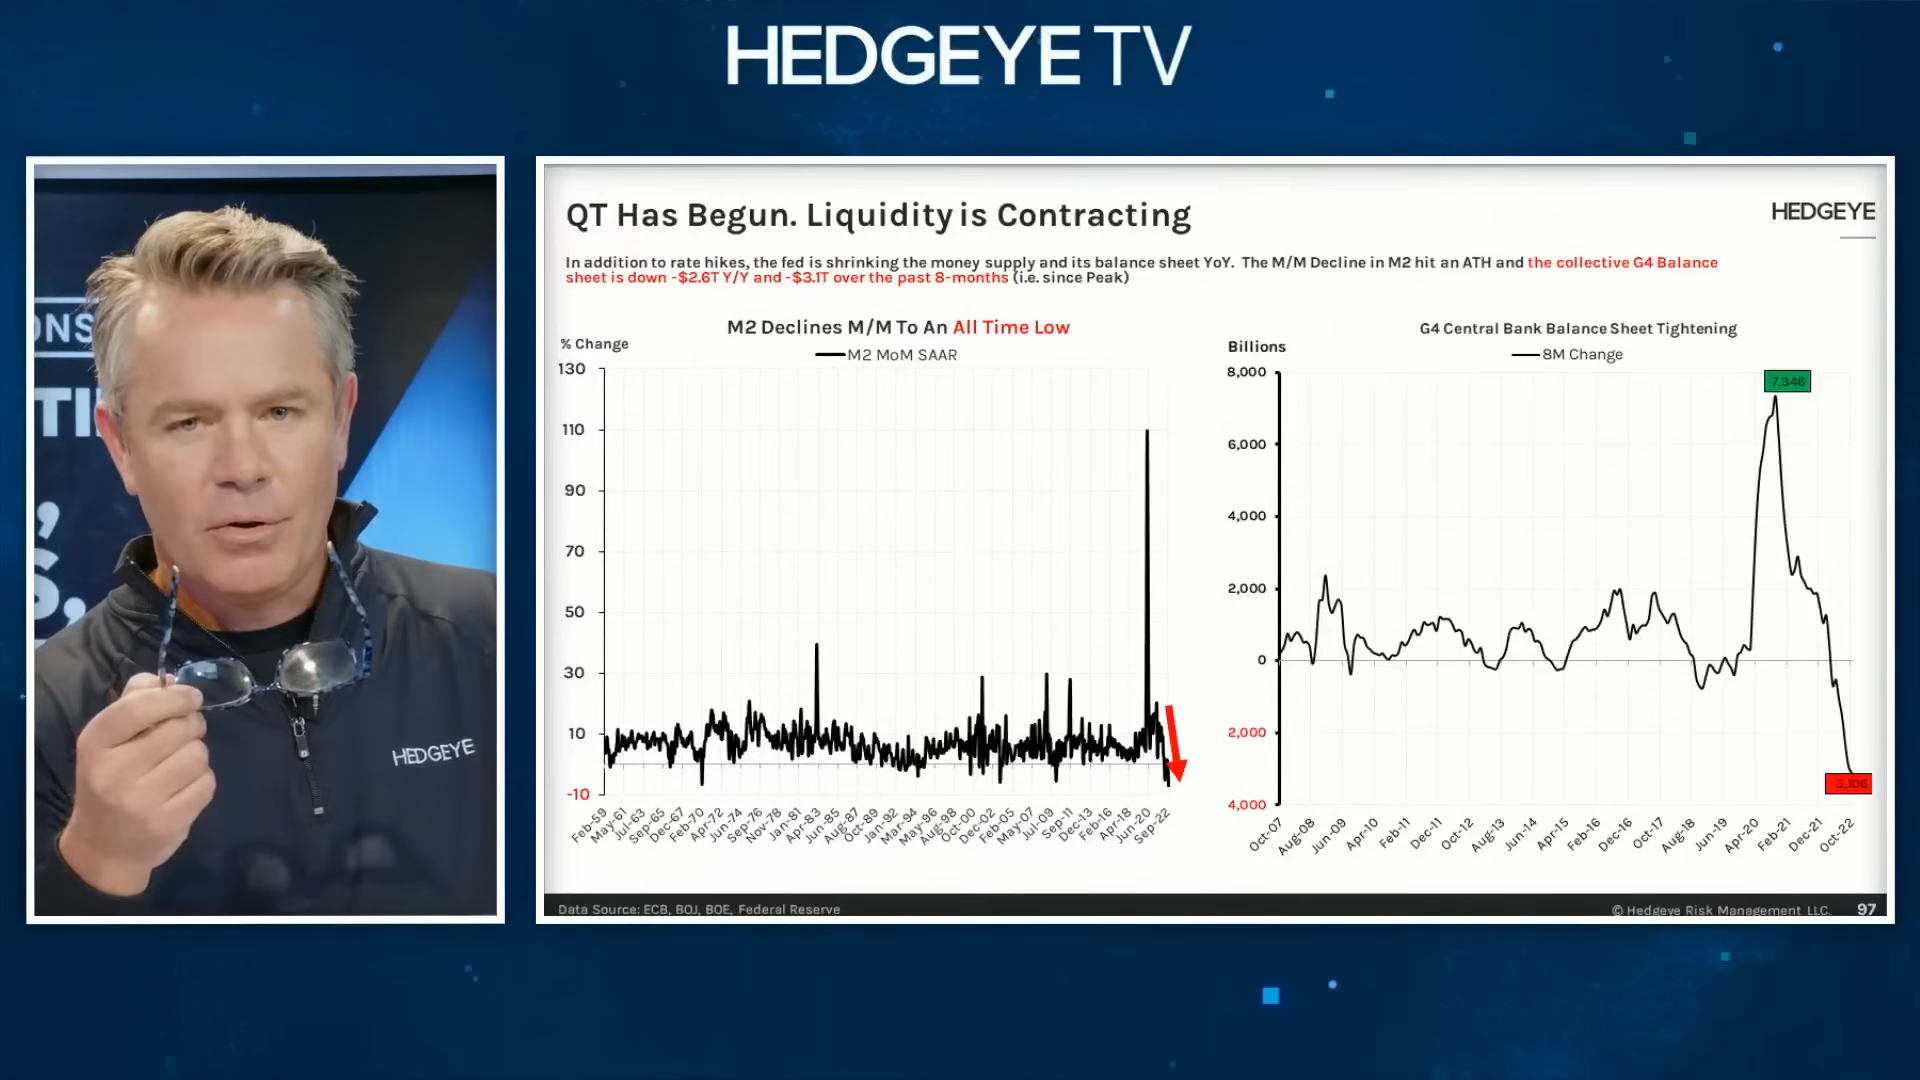 HEDGEYE TV
ONS
TI
,
S,
HEDGEYE
QT Has Begun. Liquidity is Contracting
HEDGEYE
In addition to rate hikes, the fed is shrinking the money supply and its balance sheet YoY. The M/M Decline in M2 hit an ATH and the collective G4 Balance
sheet is down -$2.6T Y/Y and -$3.1T over the past 8-months (i.e. since Peak)
M2 Declines M/M To An All Time Low
% Change
M2 MoM SAAR
130
110
90
70
50
30
10
-10
Feb-59
May-61
Jul-63
Sep-65
Dec-67
Feb-70
Apr-72
Jun-74
Sep-76
Nov-78
Jan-81
Apr-83
Jun-85
Aug-87
Oct-89
Jan-92
Mar-94
May-96
Aug-98
Oct-00
Dec-02
Feb-05
May-07
Jul-09
Sep-11
Dec-13
Feb-16
Apr-18
Jun-20
Sep-22
G4 Central Bank Balance Sheet Tightening
Billions
8M Change
8,000
6,000
4,000
2,000
0
2,000
4,000
7,346
3,106
Oct-07
Aug-08
Jun-09
Apr-10
Feb-11
Dec-11
Oct-12
Aug-13
Jun-14
Apr-15
Feb-16
Dec-16
Oct-17
Aug-18
Jun-19
Apr-20
Feb-21
Dec-21
Oct-22
Data Source: ECB, BOJ, BOE, Federal Reserve
© Hedgeye Risk Management LLC. 97